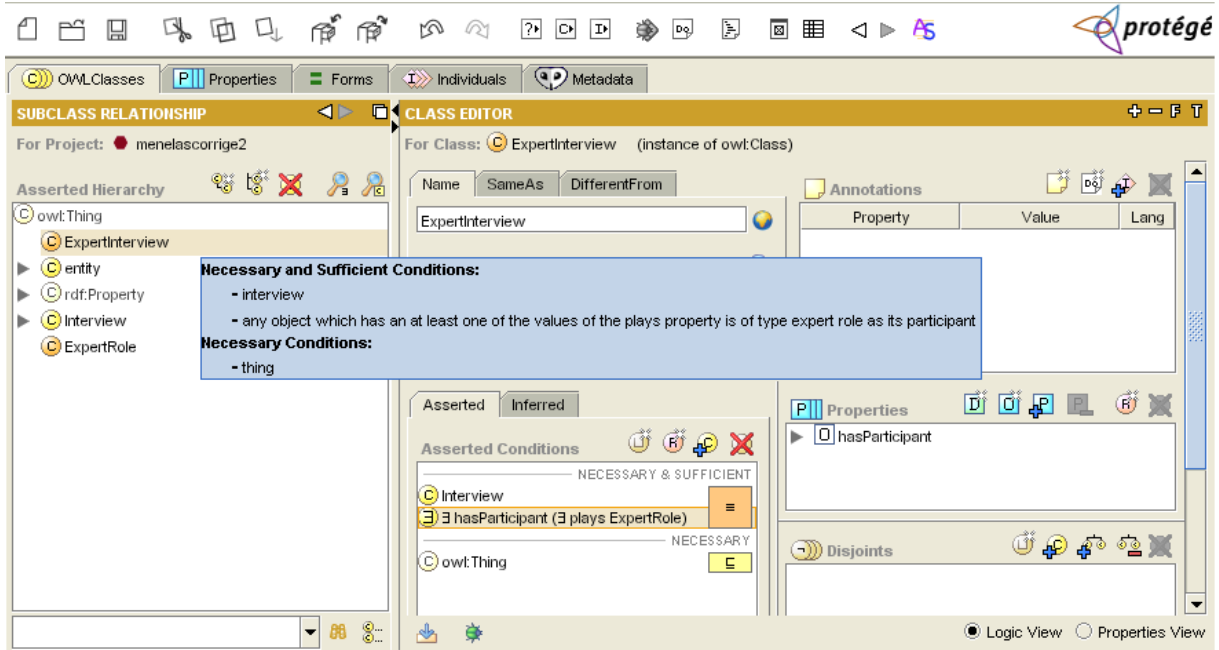 protégé
OWLClasses Properties Forms Individuals Metadata
SUBCLASS RELATIONSHIP
For Project: menelascorrige2
Asserted Hierarchy
owl:Thing
ExpertInterview
entity
rdf:Property
Interview
ExpertRole
CLASS EDITOR
For Class: ExpertInterview (instance of owl:Class)
Name SameAs DifferentFrom
ExpertInterview
Annotations
Property Value Lang
Necessary and Sufficient Conditions:
- interview
- any object which has an at least one of the values of the plays property is of type expert role as its participant
Necessary Conditions:
- thing
Asserted Inferred
Asserted Conditions
NECESSARY & SUFFICIENT
Interview
∃ hasParticipant (∃ plays ExpertRole)
≡
NECESSARY
owl:Thing
⊑
Properties
hasParticipant
Disjoints
Logic View Properties View